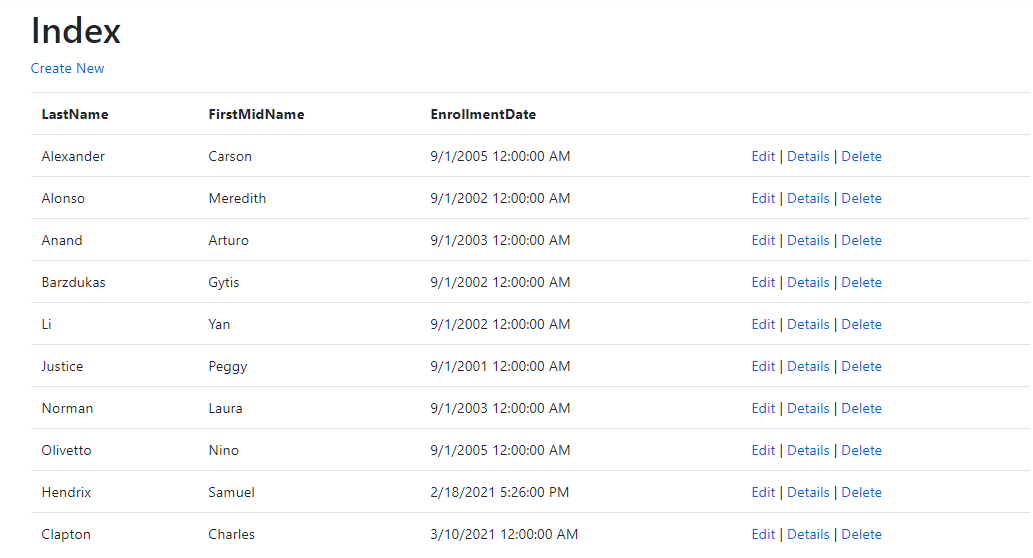 Index
Create New
LastName FirstMidName EnrollmentDate
Alexander Carson 9/1/2005 12:00:00 AM Edit | Details | Delete
Alonso Meredith 9/1/2002 12:00:00 AM Edit | Details | Delete
Anand Arturo 9/1/2003 12:00:00 AM Edit | Details | Delete
Barzdukas Gytis 9/1/2002 12:00:00 AM Edit | Details | Delete
Li Yan 9/1/2002 12:00:00 AM Edit | Details | Delete
Justice Peggy 9/1/2001 12:00:00 AM Edit | Details | Delete
Norman Laura 9/1/2003 12:00:00 AM Edit | Details | Delete
Olivetto Nino 9/1/2005 12:00:00 AM Edit | Details | Delete
Hendrix Samuel 2/18/2021 5:26:00 PM Edit | Details | Delete
Clapton Charles 3/10/2021 12:00:00 AM Edit | Details | Delete